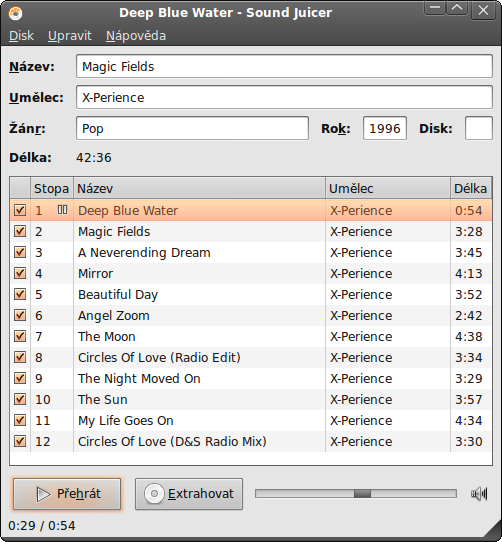 Deep Blue Water - Sound Juicer
Disk Upravit Nápověda
Název: Magic Fields
Umělec: X-Perience
Žánr: Pop Rok: 1996 Disk:
Délka: 42:36
Stopa Název Umělec Délka
1 Deep Blue Water X-Perience 0:54
2 Magic Fields X-Perience 3:28
3 A Neverending Dream X-Perience 3:45
4 Mirror X-Perience 4:13
5 Beautiful Day X-Perience 3:52
6 Angel Zoom X-Perience 2:42
7 The Moon X-Perience 4:38
8 Circles Of Love (Radio Edit) X-Perience 3:34
9 The Night Moved On X-Perience 3:29
10 The Sun X-Perience 3:57
11 My Life Goes On X-Perience 4:34
12 Circles Of Love (D&S Radio Mix) X-Perience 3:30
Přehrát Extrahovat
0:29 / 0:54